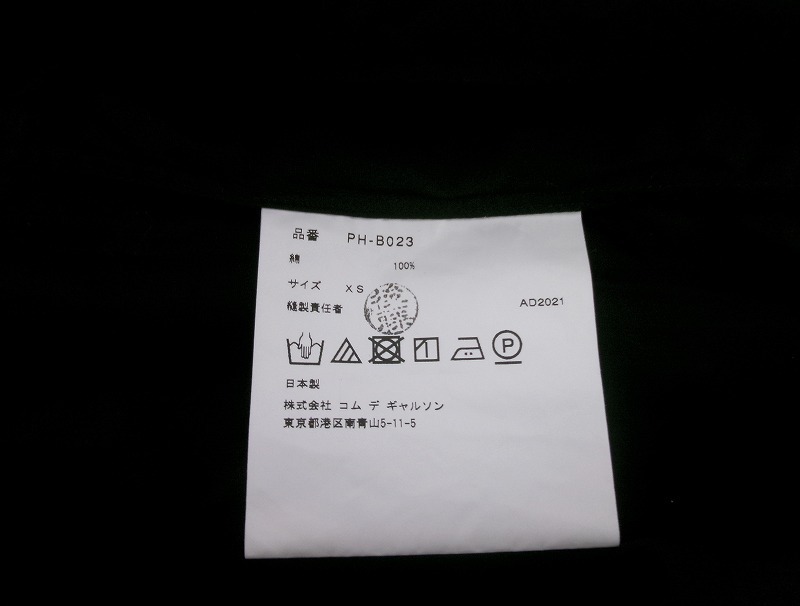 品番 PH-B023
綿 100%
サイズ XS
縫製責任者
AD2021
P
日本製
株式会社 コム デ ギャルソン
東京都港区南青山5-11-5